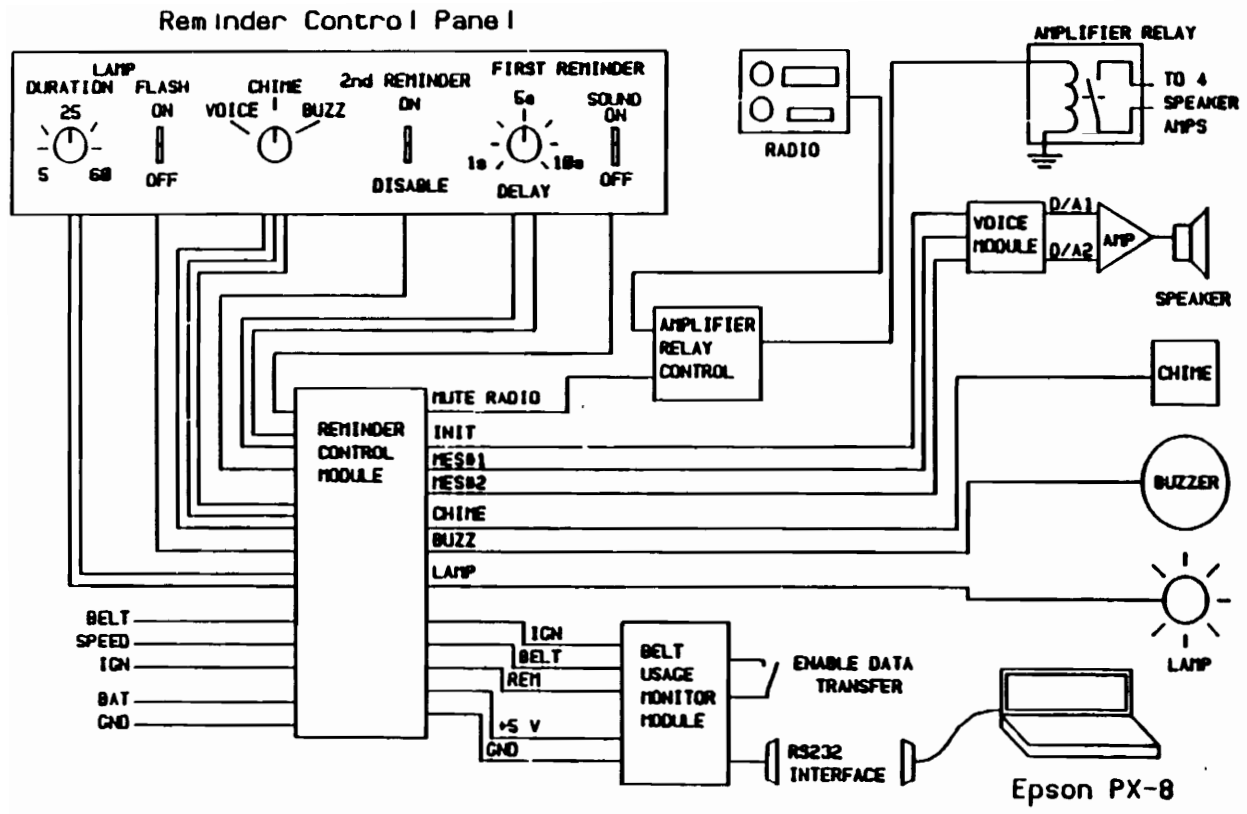 Reminder Control Panel
LAMP
DURATION
25
5
60
FLASH
ON
OFF
CHIME
VOICE
BUZZ
2nd REMINDER
ON
DISABLE
FIRST REMINDER
5s
1s
10s
DELAY
SOUND
ON
OFF
RADIO
AMPLIFIER RELAY
TO 4
SPEAKER
AMPS
VOICE
MODULE
D/A1
D/A2
AMP
SPEAKER
AMPLIFIER
RELAY
CONTROL
CHIME
BUZZER
LAMP
REMINDER
CONTROL
MODULE
MUTE RADIO
INIT
MES#1
MES#2
CHIME
BUZZ
LAMP
BELT
SPEED
IGN
BAT
GND
IGN
BELT
REM
+5 V
GND
BELT
USAGE
MONITOR
MODULE
ENABLE DATA
TRANSFER
RS232
INTERFACE
Epson PX-8